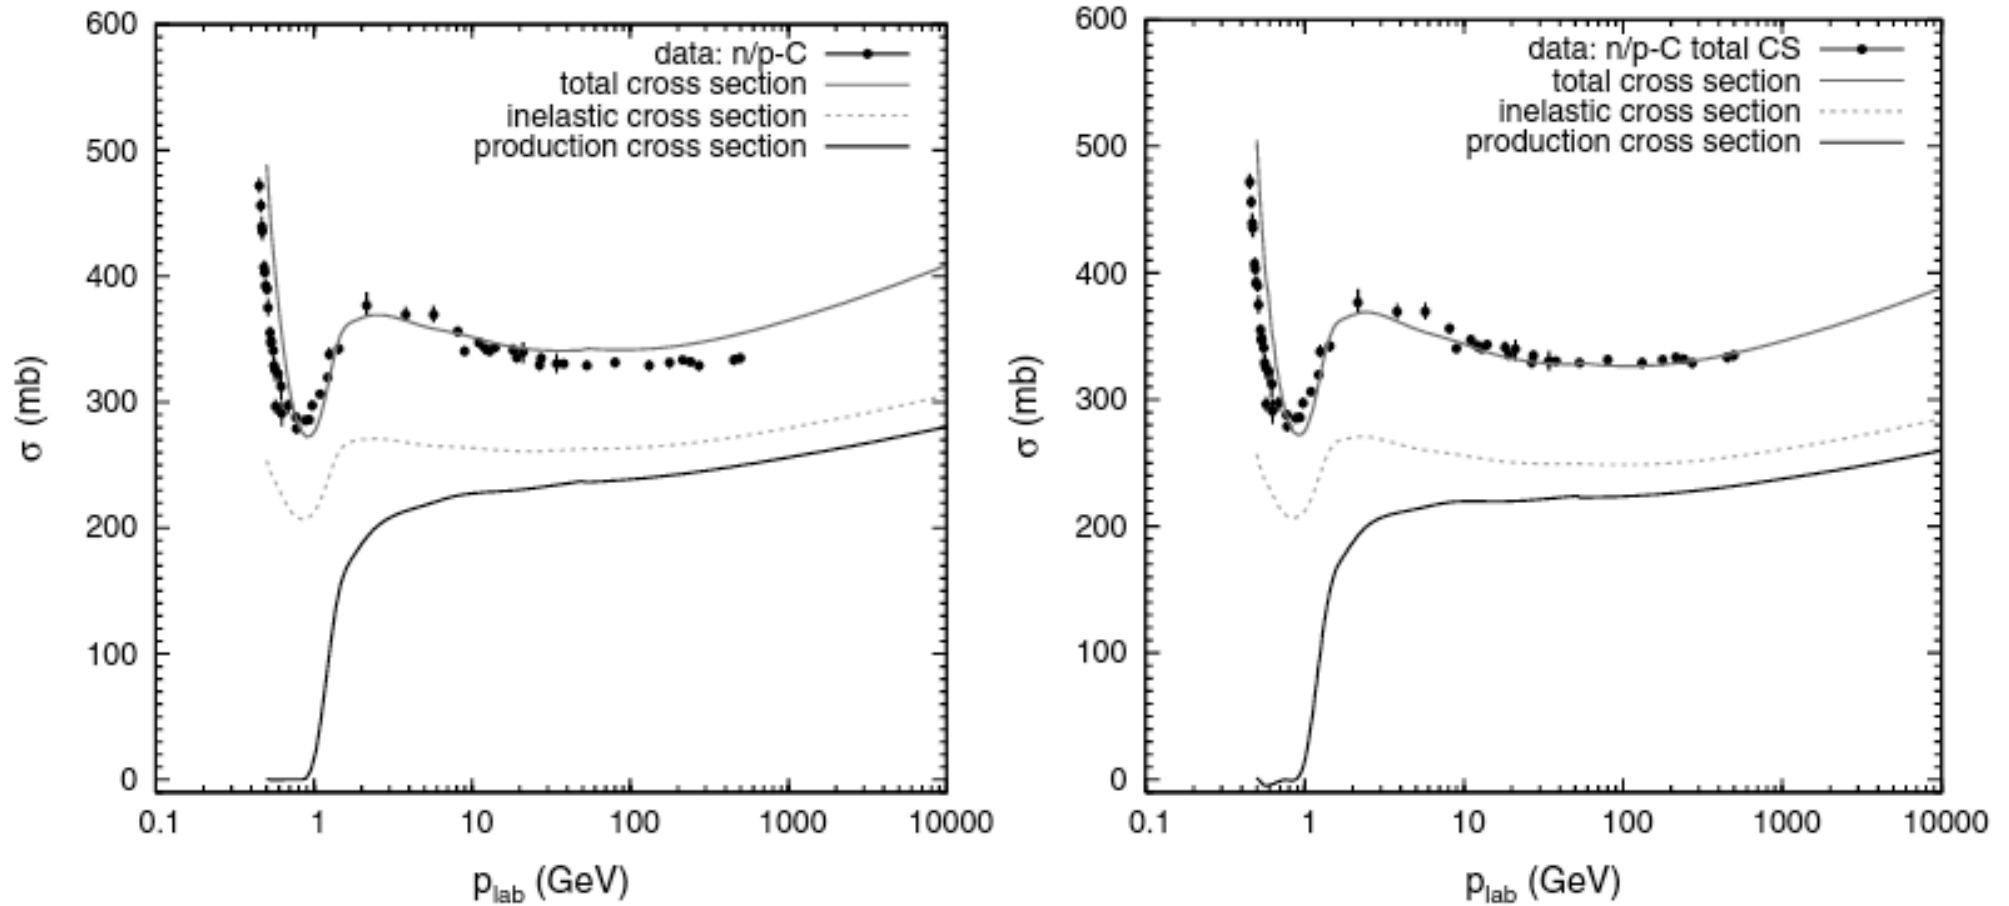 600
500
400
300
200
100
0
σ (mb)
data: n/p-C
total cross section
inelastic cross section
production cross section
0.1 1 10 100 1000 10000
p_lab (GeV)
600
500
400
300
200
100
0
σ (mb)
data: n/p-C total CS
total cross section
inelastic cross section
production cross section
0.1 1 10 100 1000 10000
p_lab (GeV)